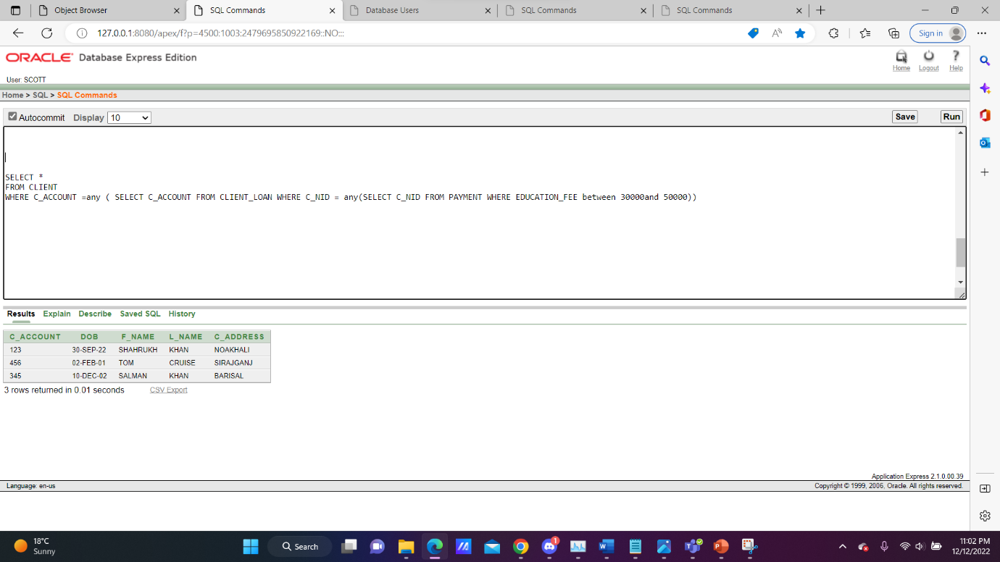 Object Browser
SQL Commands
Database Users
SQL Commands
SQL Commands
127.0.0.1:8080/apex/f?p=4500:1003:2479695850922169::NO:::
Sign in
ORACLE Database Express Edition
Home Logout Help
User: SCOTT
Home > SQL > SQL Commands
Autocommit Display 10 Save Run
SELECT *
FROM CLIENT
WHERE C_ACCOUNT =any ( SELECT C_ACCOUNT FROM CLIENT_LOAN WHERE C_NID = any(SELECT C_NID FROM PAYMENT WHERE EDUCATION_FEE between 30000and 50000))
Results Explain Describe Saved SQL History
C_ACCOUNT DOB F_NAME L_NAME C_ADDRESS
123 30-SEP-22 SHAHRUKH KHAN NOAKHALI
456 02-FEB-01 TOM CRUISE SIRAJGANJ
345 10-DEC-02 SALMAN KHAN BARISAL
3 rows returned in 0.01 seconds CSV Export
Application Express 2.1.0.00.39
Language: en-us Copyright © 1999, 2006, Oracle. All rights reserved.
18°C
Sunny
Search
1
11:02 PM
12/12/2022